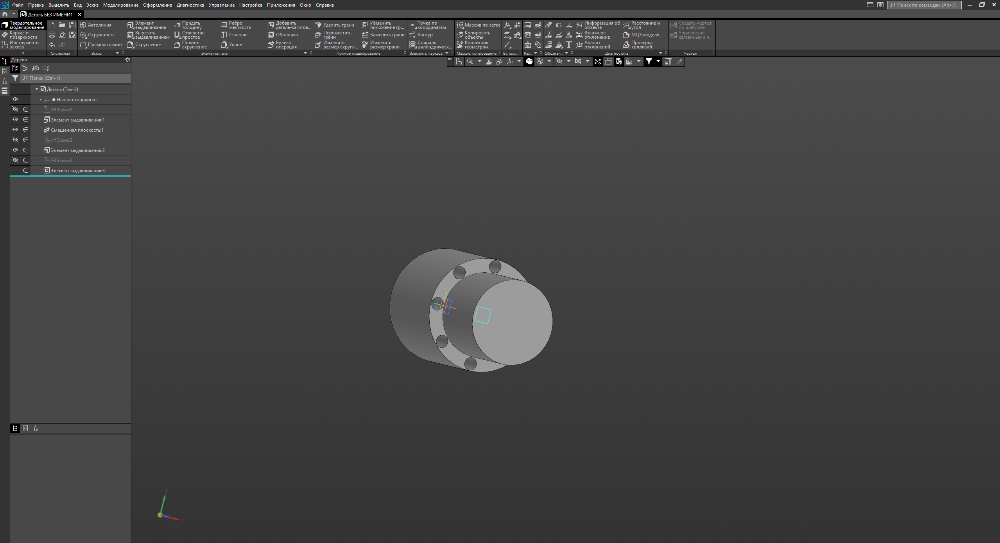 Файл Правка Выделить Вид Эскиз Моделирование Оформление Диагностика Управление Настройка Приложения Окно Справка
Поиск по командам (Alt+/)
Деталь БЕЗ ИМЕНИ1
Твердотельное моделирование
Каркас и поверхности
Инструменты эскиза
Системная
Автолиния
Окружность
Прямоугольник
Эскиз
Элемент выдавливания
Вырезать выдавливанием
Скругление
Придать толщину
Отверстие простое
Полное скругление
Ребро жесткости
Сечение
Уклон
Добавить деталь-заготов...
Оболочка
Булева операция
Элементы тела
Удалить грани
Переместить грани
Изменить размер скругл...
Изменить положение гр...
Заменить грани
Изменить размер грани
Прямое моделирование
Точка по координатам
Контур
Спираль цилиндрическ...
Элементы каркаса
Массив по сетке
Копировать объекты
Коллекция геометрии
Массив, копирование
Вспом...
Раз...
Обознач...
Информация об объекте
Взаимное отклонение
Анализ отклонений
Расстояние и угол
МЦХ модели
Проверка коллизий
Диагностика
Создать чертеж по шаблону
Управление связанными ч...
Чертеж
Дерево
Поиск (Ctrl+/)
Деталь (Тел-2)
Начало координат
(-)Эскиз:1
Элемент выдавливания:1
Смещенная плоскость:1
(-)Эскиз:2
Элемент выдавливания:2
(-)Эскиз:3
Элемент выдавливания:3
fx
Y
X